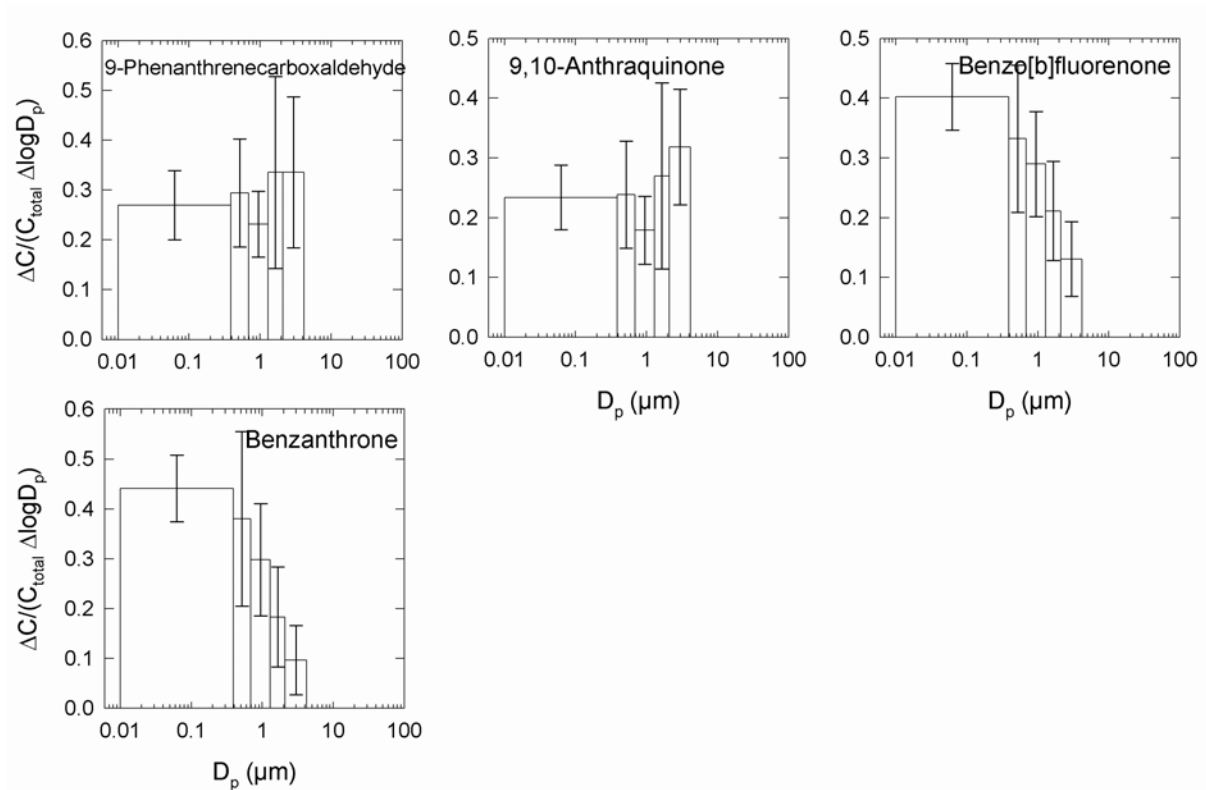 9-Phenanthrenecarboxaldehyde
ΔC/(C_total ΔlogD_p)
0.6
0.5
0.4
0.3
0.2
0.1
0.0
0.01 0.1 1 10 100
9,10-Anthraquinone
0.5
0.4
0.3
0.2
0.1
0.0
0.01 0.1 1 10 100
D_p (µm)
Benzo[b]fluorenone
0.5
0.4
0.3
0.2
0.1
0.0
0.01 0.1 1 10 100
D_p (µm)
Benzanthrone
ΔC/(C_total ΔlogD_p)
0.6
0.5
0.4
0.3
0.2
0.1
0.0
0.01 0.1 1 10 100
D_p (µm)